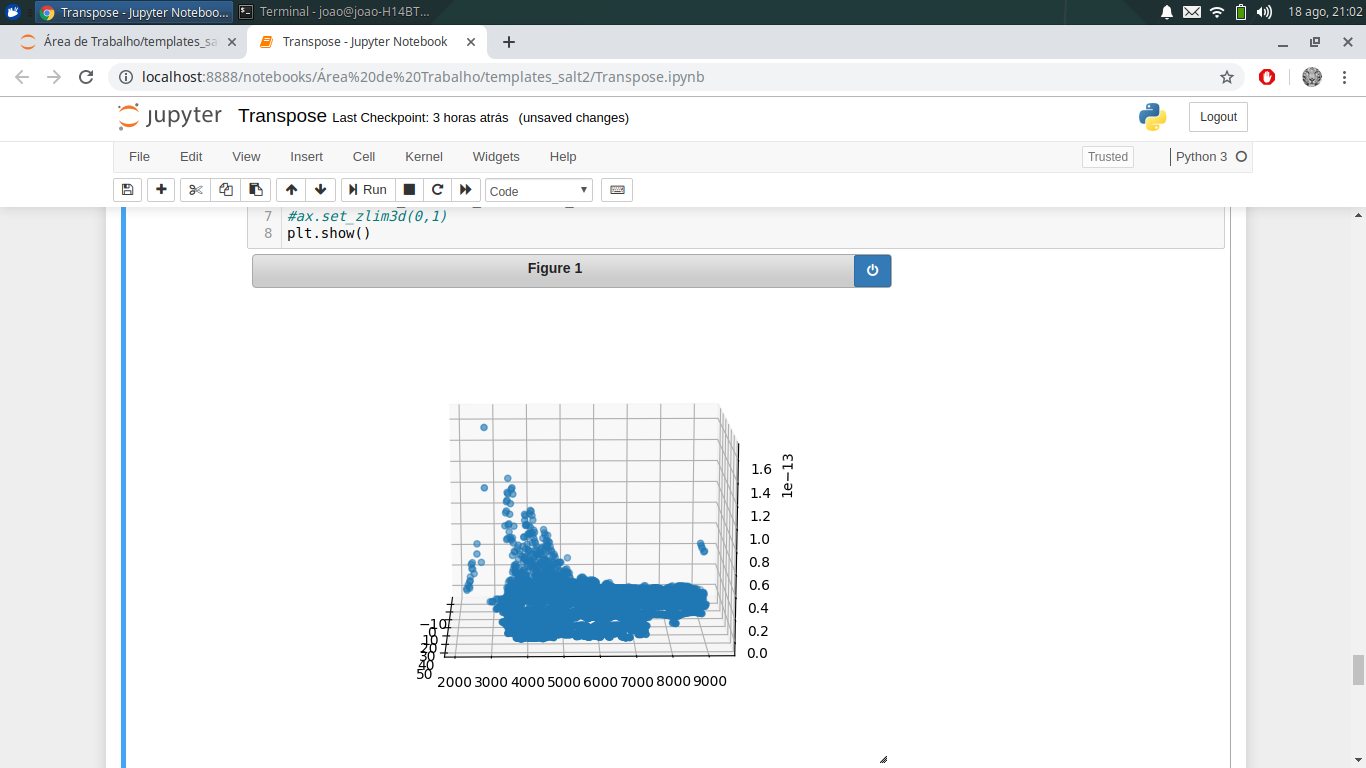 Transpose - Jupyter Noteboo...
Terminal - joao@joao-H14BT...
18 ago, 21:02
Área de Trabalho/templates_sa
Transpose - Jupyter Notebook
localhost:8888/notebooks/Área%20de%20Trabalho/templates_salt2/Transpose.ipynb
jupyter Transpose Last Checkpoint: 3 horas atrás (unsaved changes)
Logout
File Edit View Insert Cell Kernel Widgets Help
Trusted
Python 3
Run
Code
7 #ax.set_zlim3d(0,1)
8 plt.show()
Figure 1
1e−13
1.6
1.4
1.2
1.0
0.8
0.6
0.4
0.2
0.0
−10
0
10
20
30
40
50
2000 3000 4000 5000 6000 7000 8000 9000